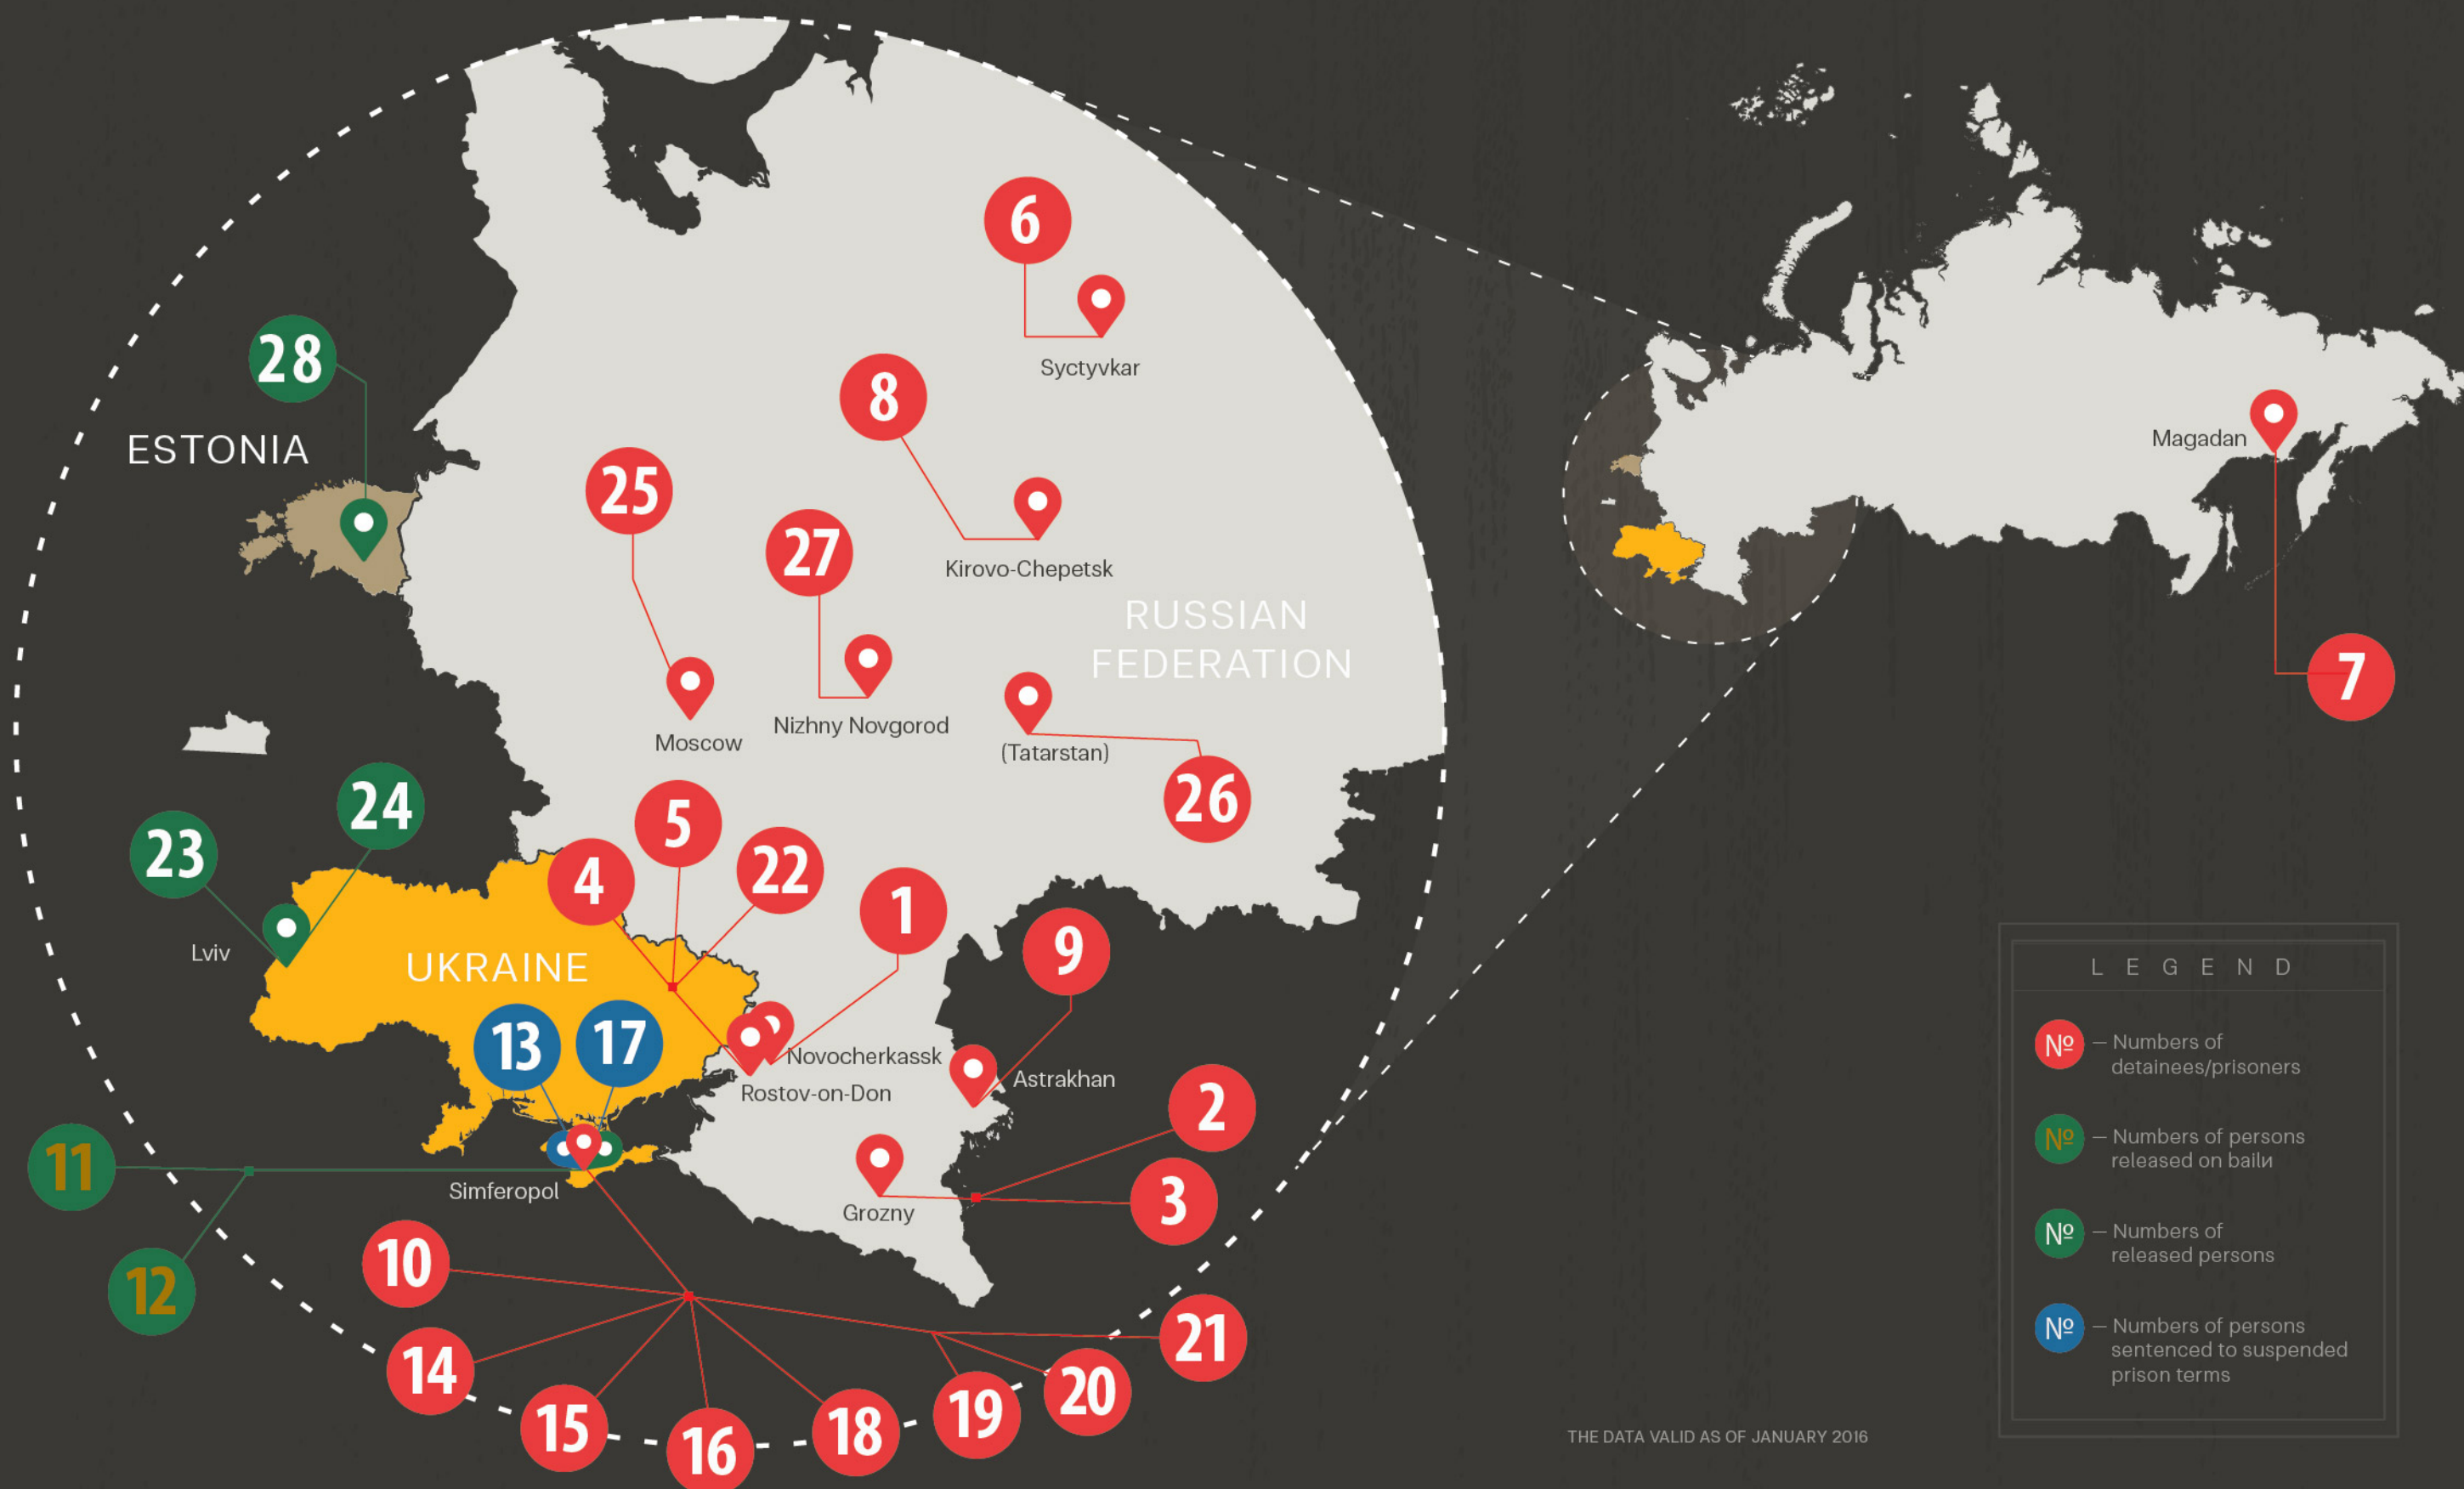 6
Syctyvkar
28
8
ESTONIA
Magadan
25
27
Kirovo-Chepetsk
RUSSIAN
FEDERATION
7
Nizhny Novgorod
Moscow
(Tatarstan)
26
24
5
23
4
22
1
9
Lviv
UKRAINE
13
17
Novocherkassk
Astrakhan
Rostov-on-Don
2
11
Simferopol
3
Grozny
10
12
21
14
20
19
15
18
16
THE DATA VALID AS OF JANUARY 2016
LEGEND
№ — Numbers of
detainees/prisoners
№ — Numbers of persons
released on bailи
№ — Numbers of
released persons
№ — Numbers of persons
sentenced to suspended
prison terms